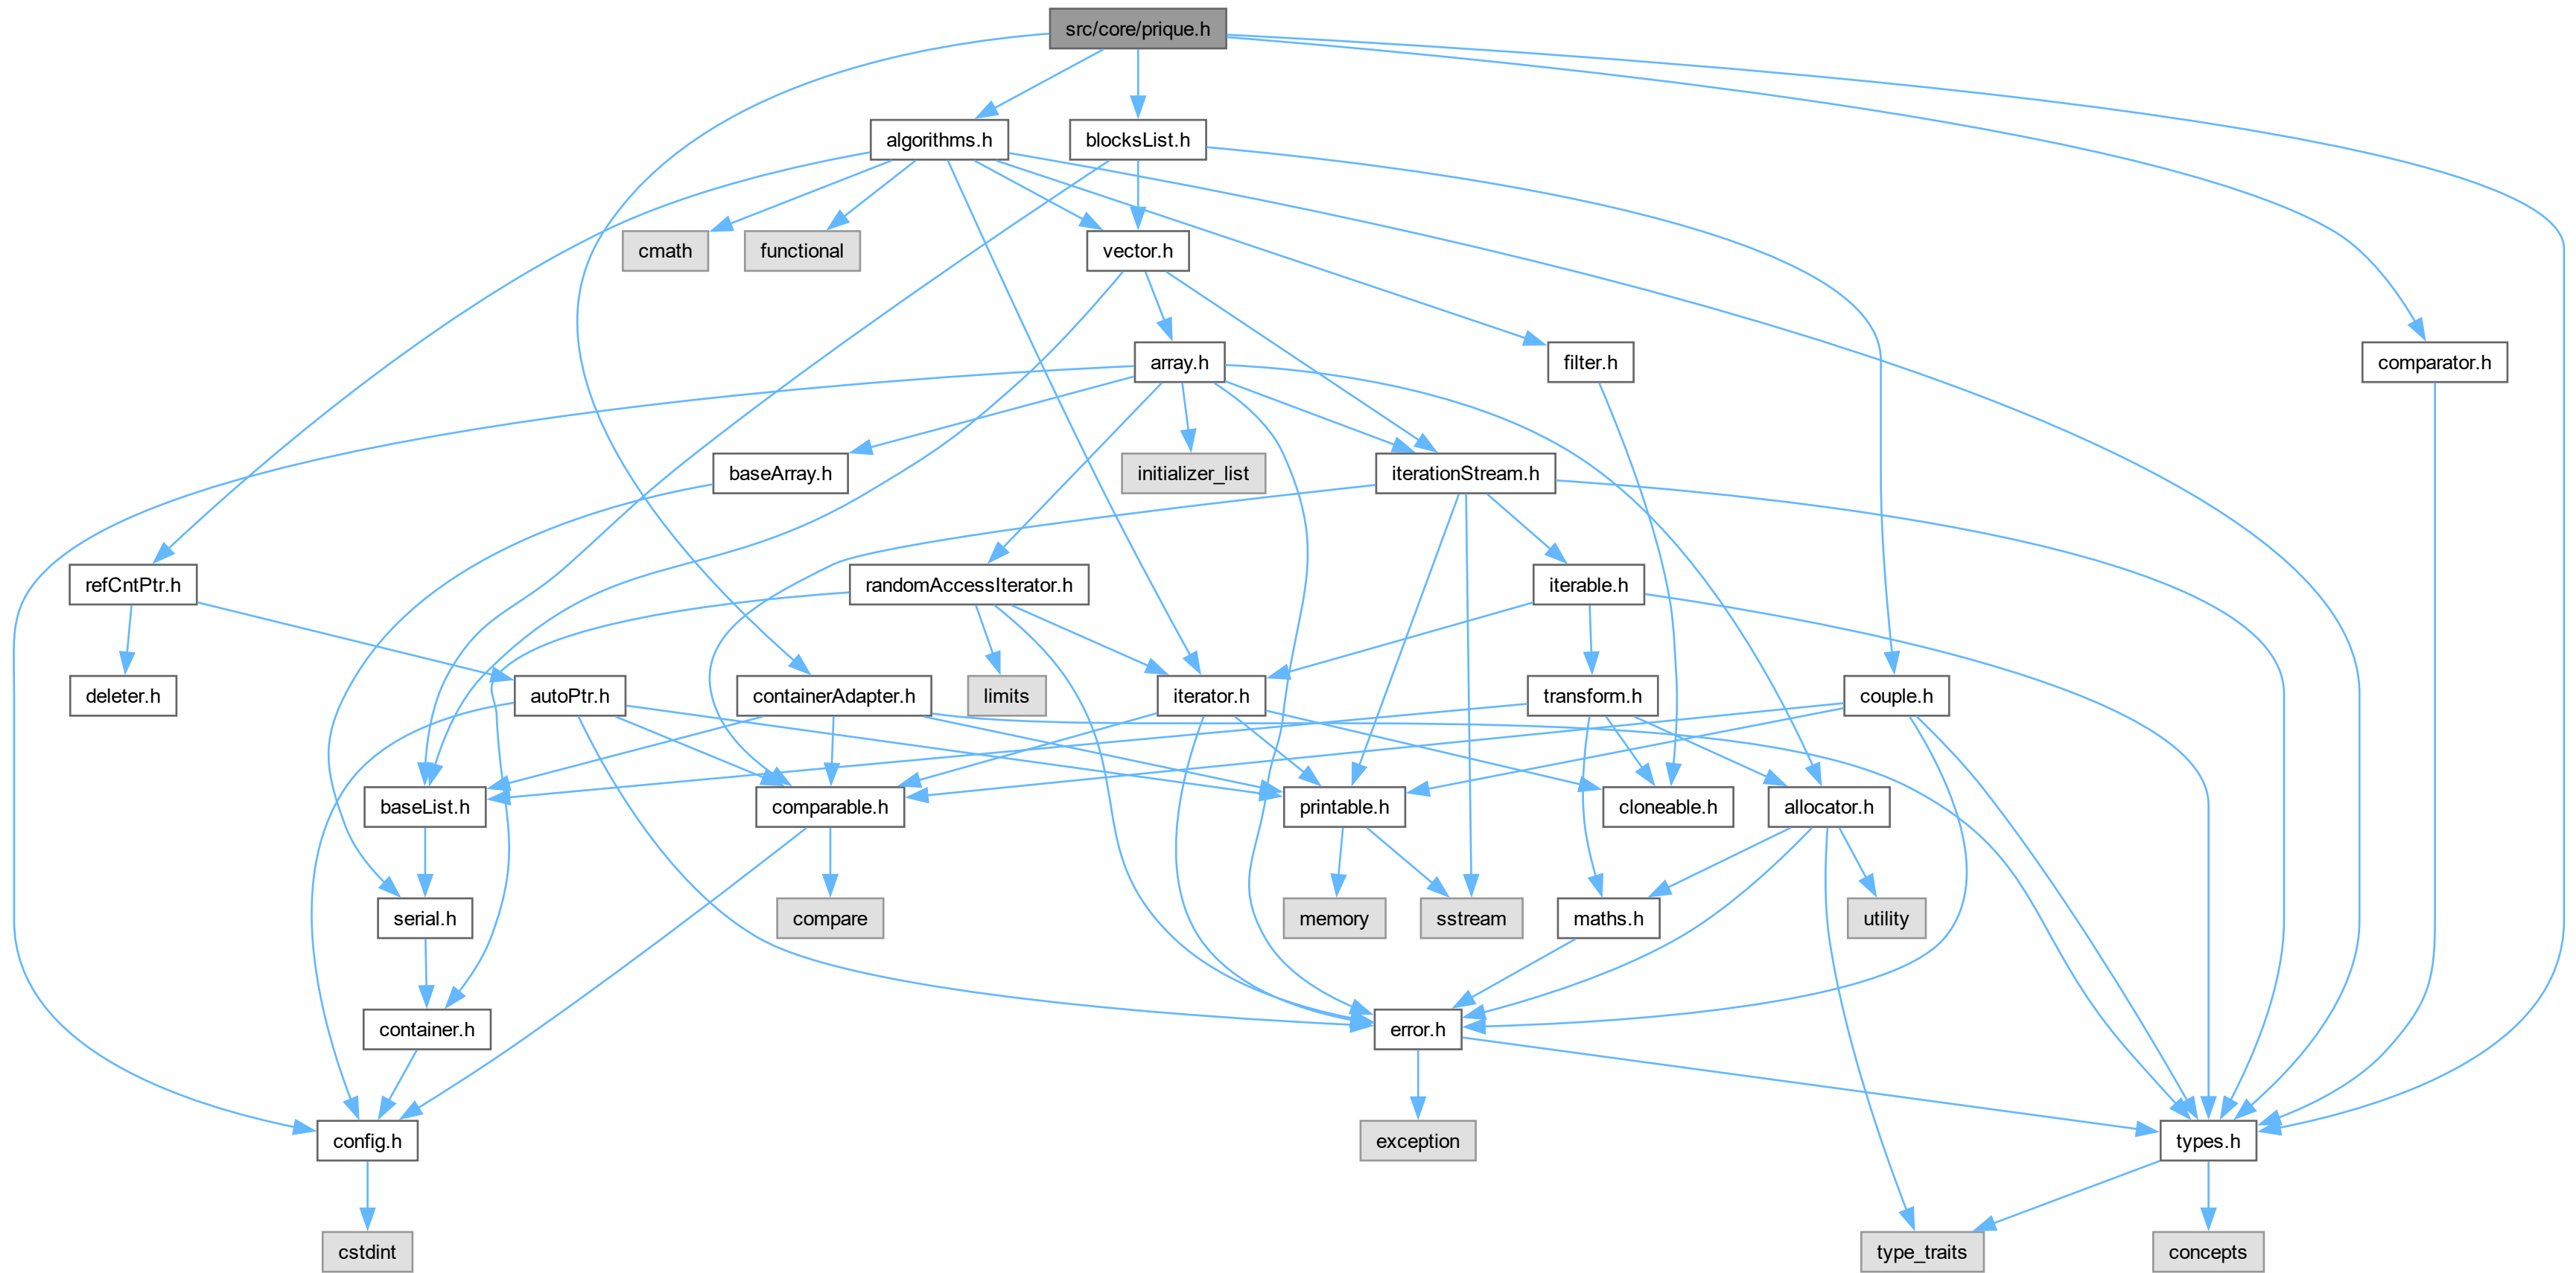 src/core/prique.h
algorithms.h
blocksList.h
cmath
functional
vector.h
array.h
filter.h
comparator.h
baseArray.h
initializer_list
iterationStream.h
refCntPtr.h
randomAccessIterator.h
iterable.h
deleter.h
autoPtr.h
containerAdapter.h
limits
iterator.h
transform.h
couple.h
baseList.h
comparable.h
printable.h
cloneable.h
allocator.h
serial.h
compare
memory
sstream
maths.h
utility
container.h
error.h
config.h
exception
types.h
cstdint
type_traits
concepts